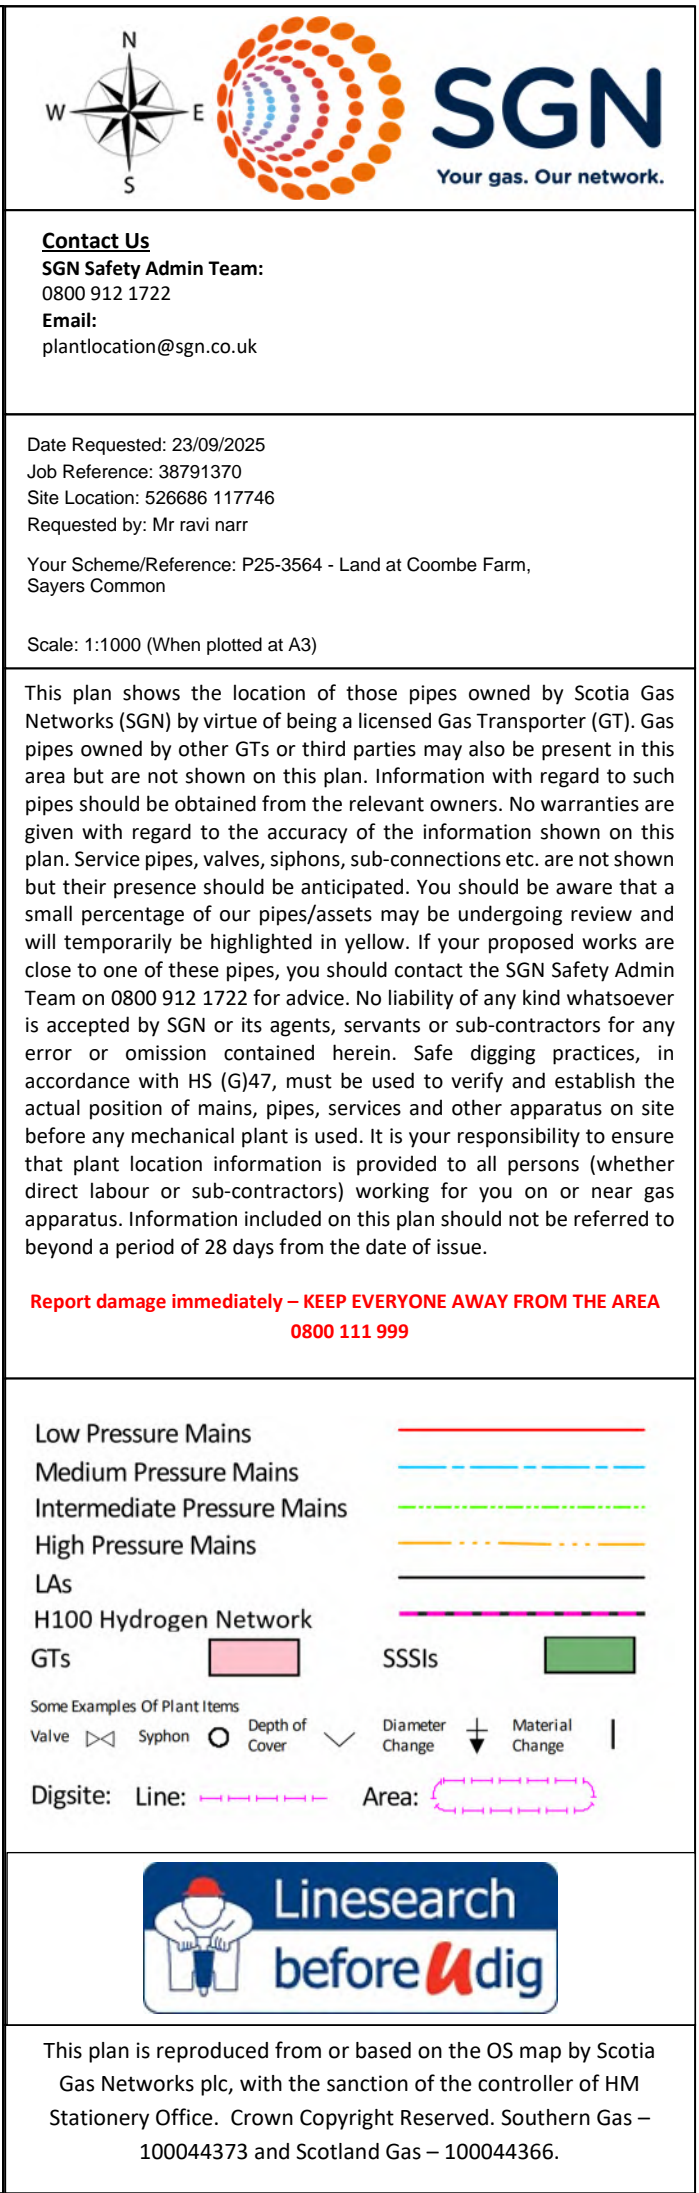 N
W
E
S
SGN
Your gas. Our network.
Contact Us
SGN Safety Admin Team:
0800 912 1722
Email:
plantlocation@sgn.co.uk
Date Requested: 23/09/2025
Job Reference: 38791370
Site Location: 526686 117746
Requested by: Mr ravi narr
Your Scheme/Reference: P25-3564 - Land at Coombe Farm,
Sayers Common
Scale: 1:1000 (When plotted at A3)
This plan shows the location of those pipes owned by Scotia Gas
Networks (SGN) by virtue of being a licensed Gas Transporter (GT). Gas
pipes owned by other GTs or third parties may also be present in this
area but are not shown on this plan. Information with regard to such
pipes should be obtained from the relevant owners. No warranties are
given with regard to the accuracy of the information shown on this
plan. Service pipes, valves, siphons, sub-connections etc. are not shown
but their presence should be anticipated. You should be aware that a
small percentage of our pipes/assets may be undergoing review and
will temporarily be highlighted in yellow. If your proposed works are
close to one of these pipes, you should contact the SGN Safety Admin
Team on 0800 912 1722 for advice. No liability of any kind whatsoever
is accepted by SGN or its agents, servants or sub-contractors for any
error or omission contained herein. Safe digging practices, in
accordance with HS (G)47, must be used to verify and establish the
actual position of mains, pipes, services and other apparatus on site
before any mechanical plant is used. It is your responsibility to ensure
that plant location information is provided to all persons (whether
direct labour or sub-contractors) working for you on or near gas
apparatus. Information included on this plan should not be referred to
beyond a period of 28 days from the date of issue.
Report damage immediately – KEEP EVERYONE AWAY FROM THE AREA
0800 111 999
Low Pressure Mains
Medium Pressure Mains
Intermediate Pressure Mains
High Pressure Mains
LAs
H100 Hydrogen Network
GTs SSSIs
Some Examples Of Plant Items
Valve Syphon Depth of Cover Diameter Change Material Change
Digsite: Line: Area:
Linesearch
beforeUdig
This plan is reproduced from or based on the OS map by Scotia
Gas Networks plc, with the sanction of the controller of HM
Stationery Office. Crown Copyright Reserved. Southern Gas –
100044373 and Scotland Gas – 100044366.